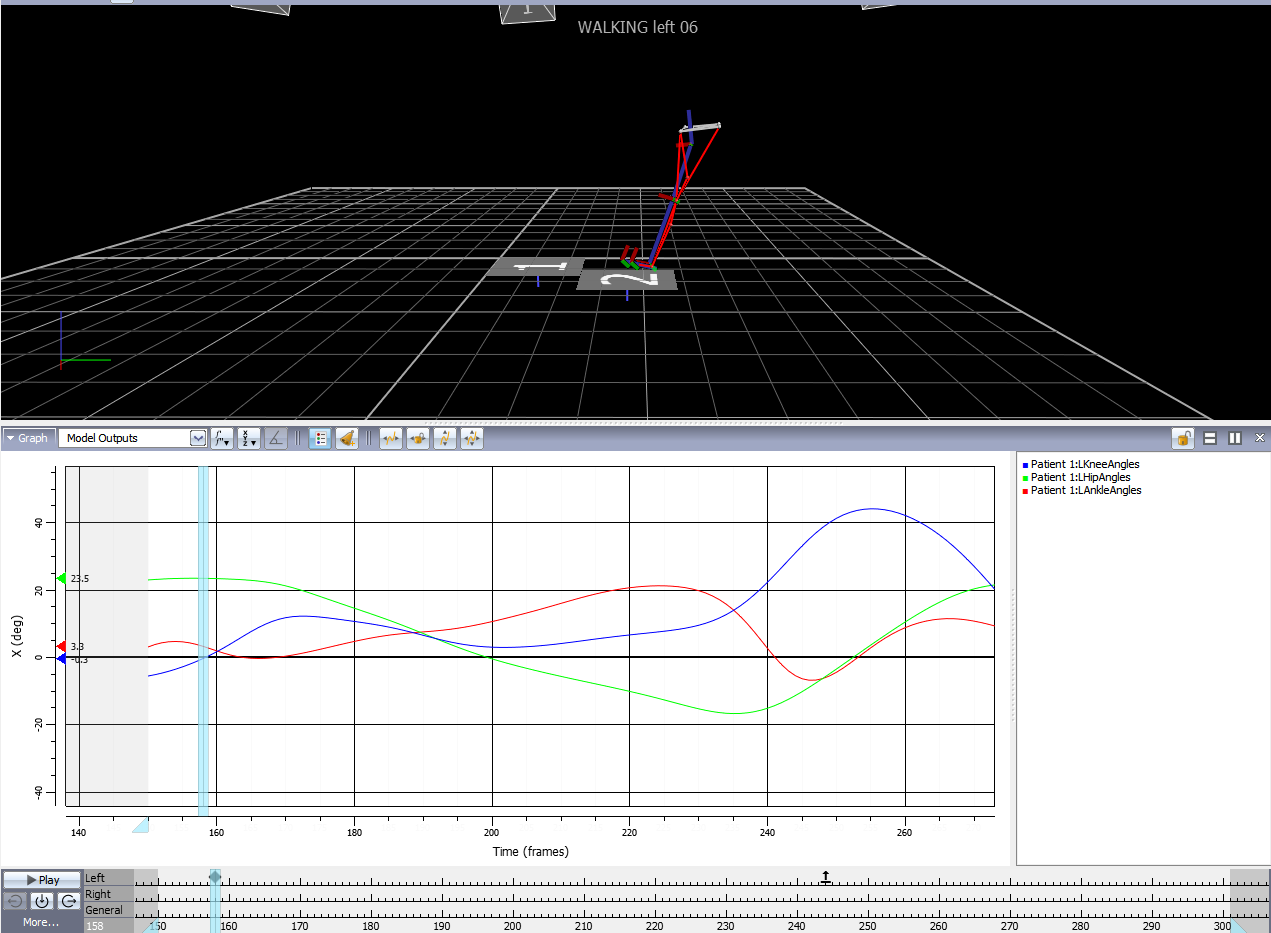 1
WALKING left 06
1
2
Graph
Model Outputs
X
Y
Z
Patient 1:LKneeAngles
Patient 1:LHipAngles
Patient 1:LAnkleAngles
X (deg)
40
20
0
-20
-40
23.5
3.3
-0.3
140 160 180 200 220 240 260
Time (frames)
Play
More...
Left
Right
General
158
150 160 170 180 190 200 210 220 230 240 250 260 270 280 290 300